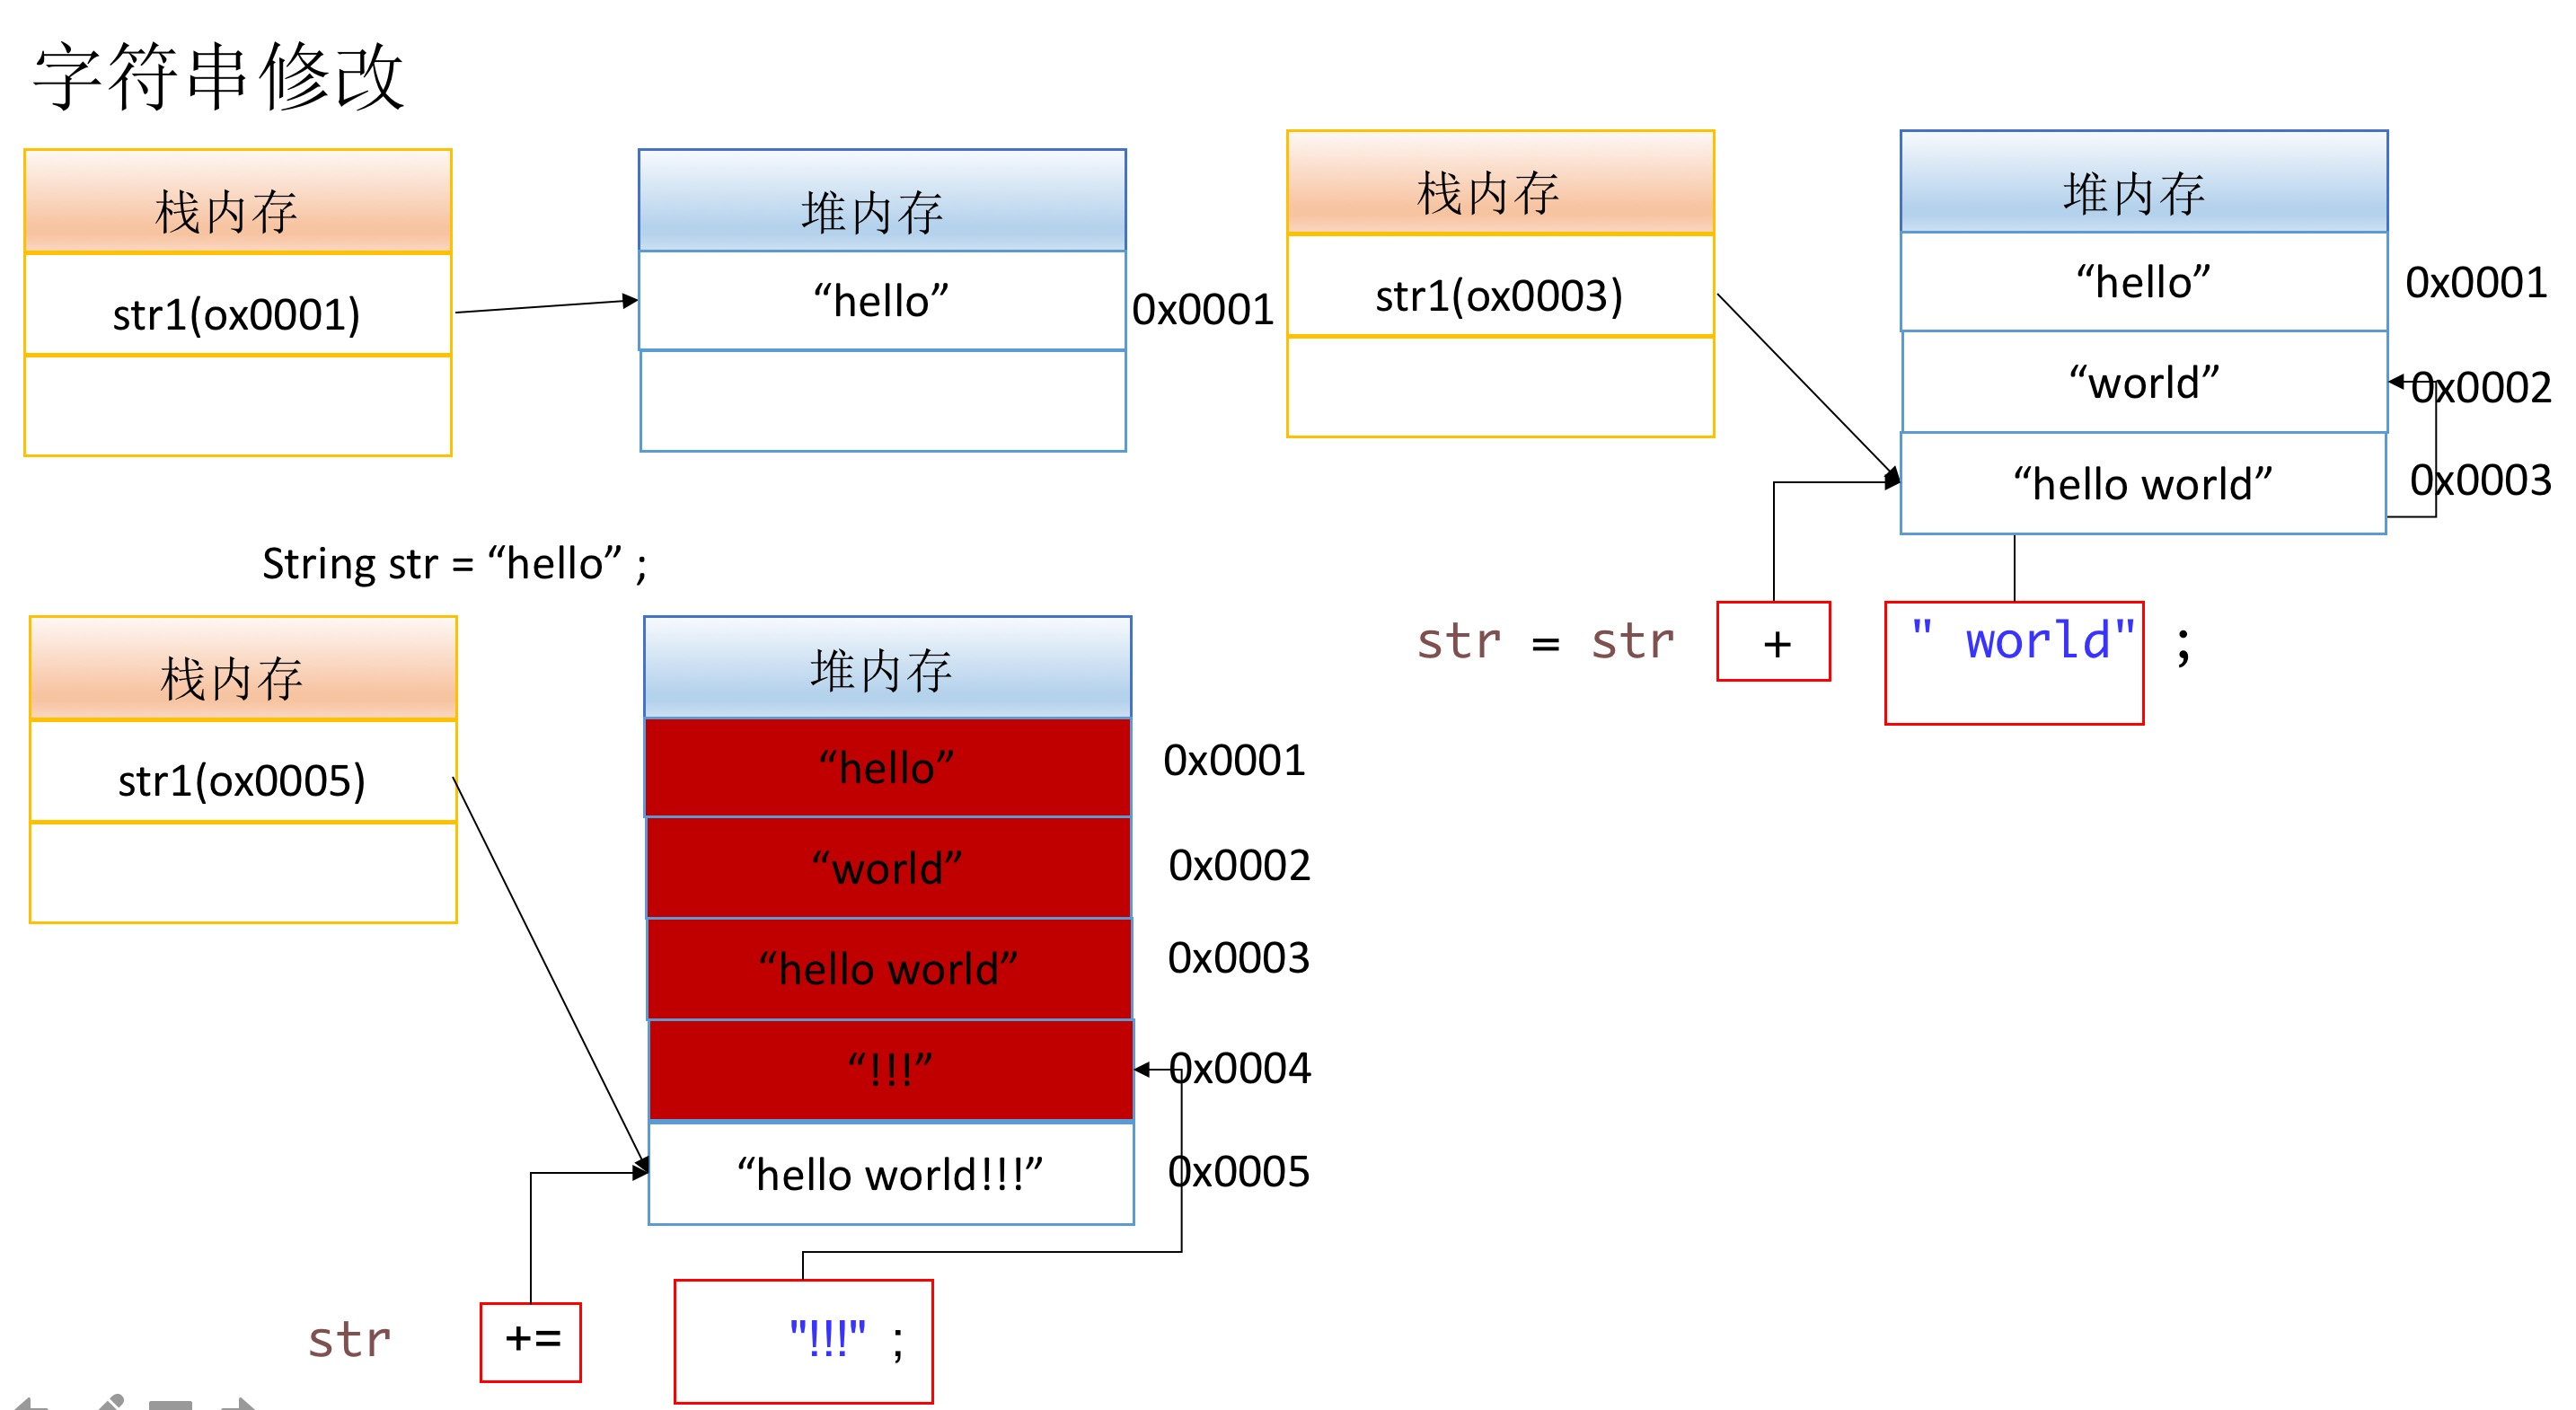 字符串修改
栈内存
str1(ox0001)
堆内存
“hello”
0x0001
String str = “hello” ;
栈内存
str1(ox0003)
堆内存
“hello”
0x0001
“world”
0x0002
“hello world”
0x0003
str = str + " world" ;
栈内存
str1(ox0005)
堆内存
“hello”
0x0001
“world”
0x0002
“hello world”
0x0003
“!!!”
0x0004
“hello world!!!”
0x0005
str += "!!!" ;